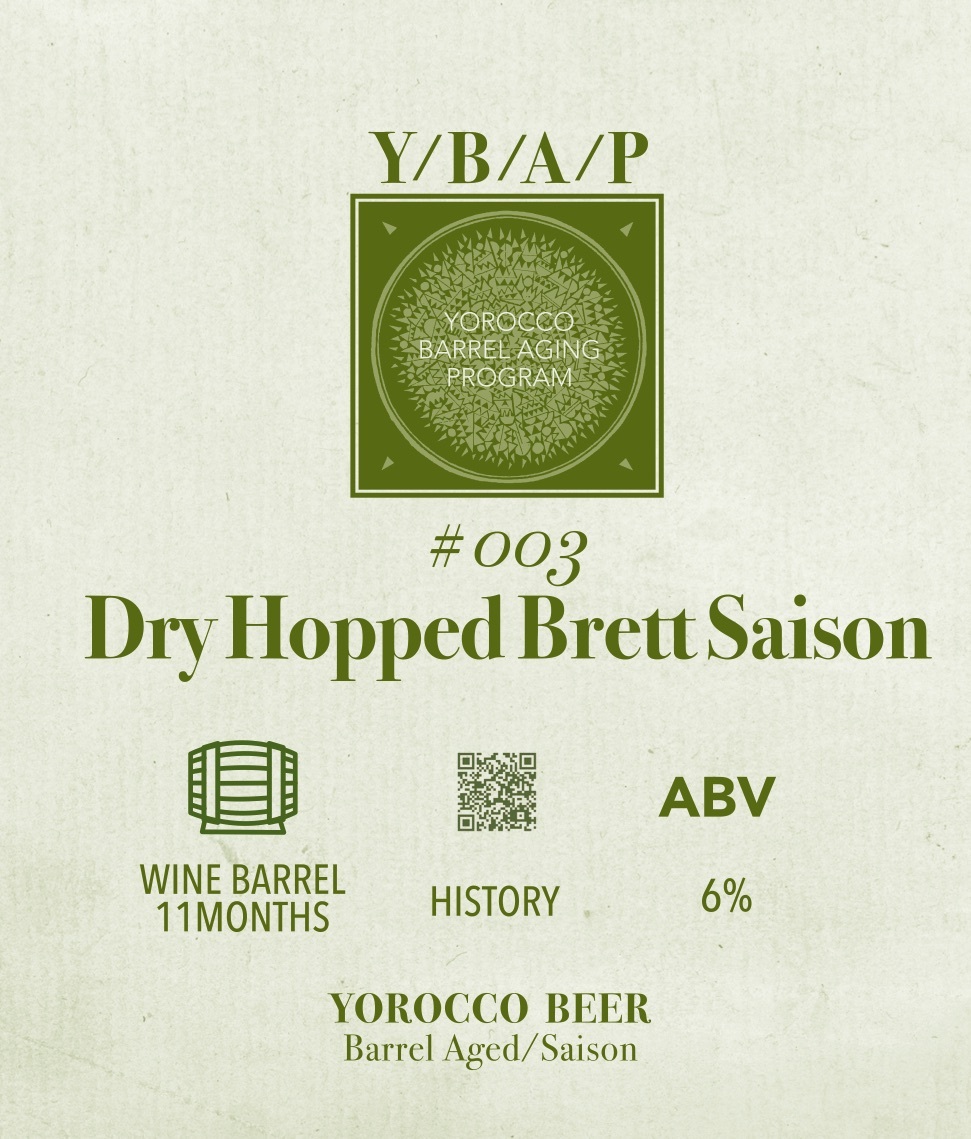 Y/B/A/P
YOROCCO
BARREL AGING
PROGRAM
#003
Dry Hopped Brett Saison
WINE BARREL
11MONTHS
HISTORY
ABV
6%
YOROCCO BEER
Barrel Aged/Saison